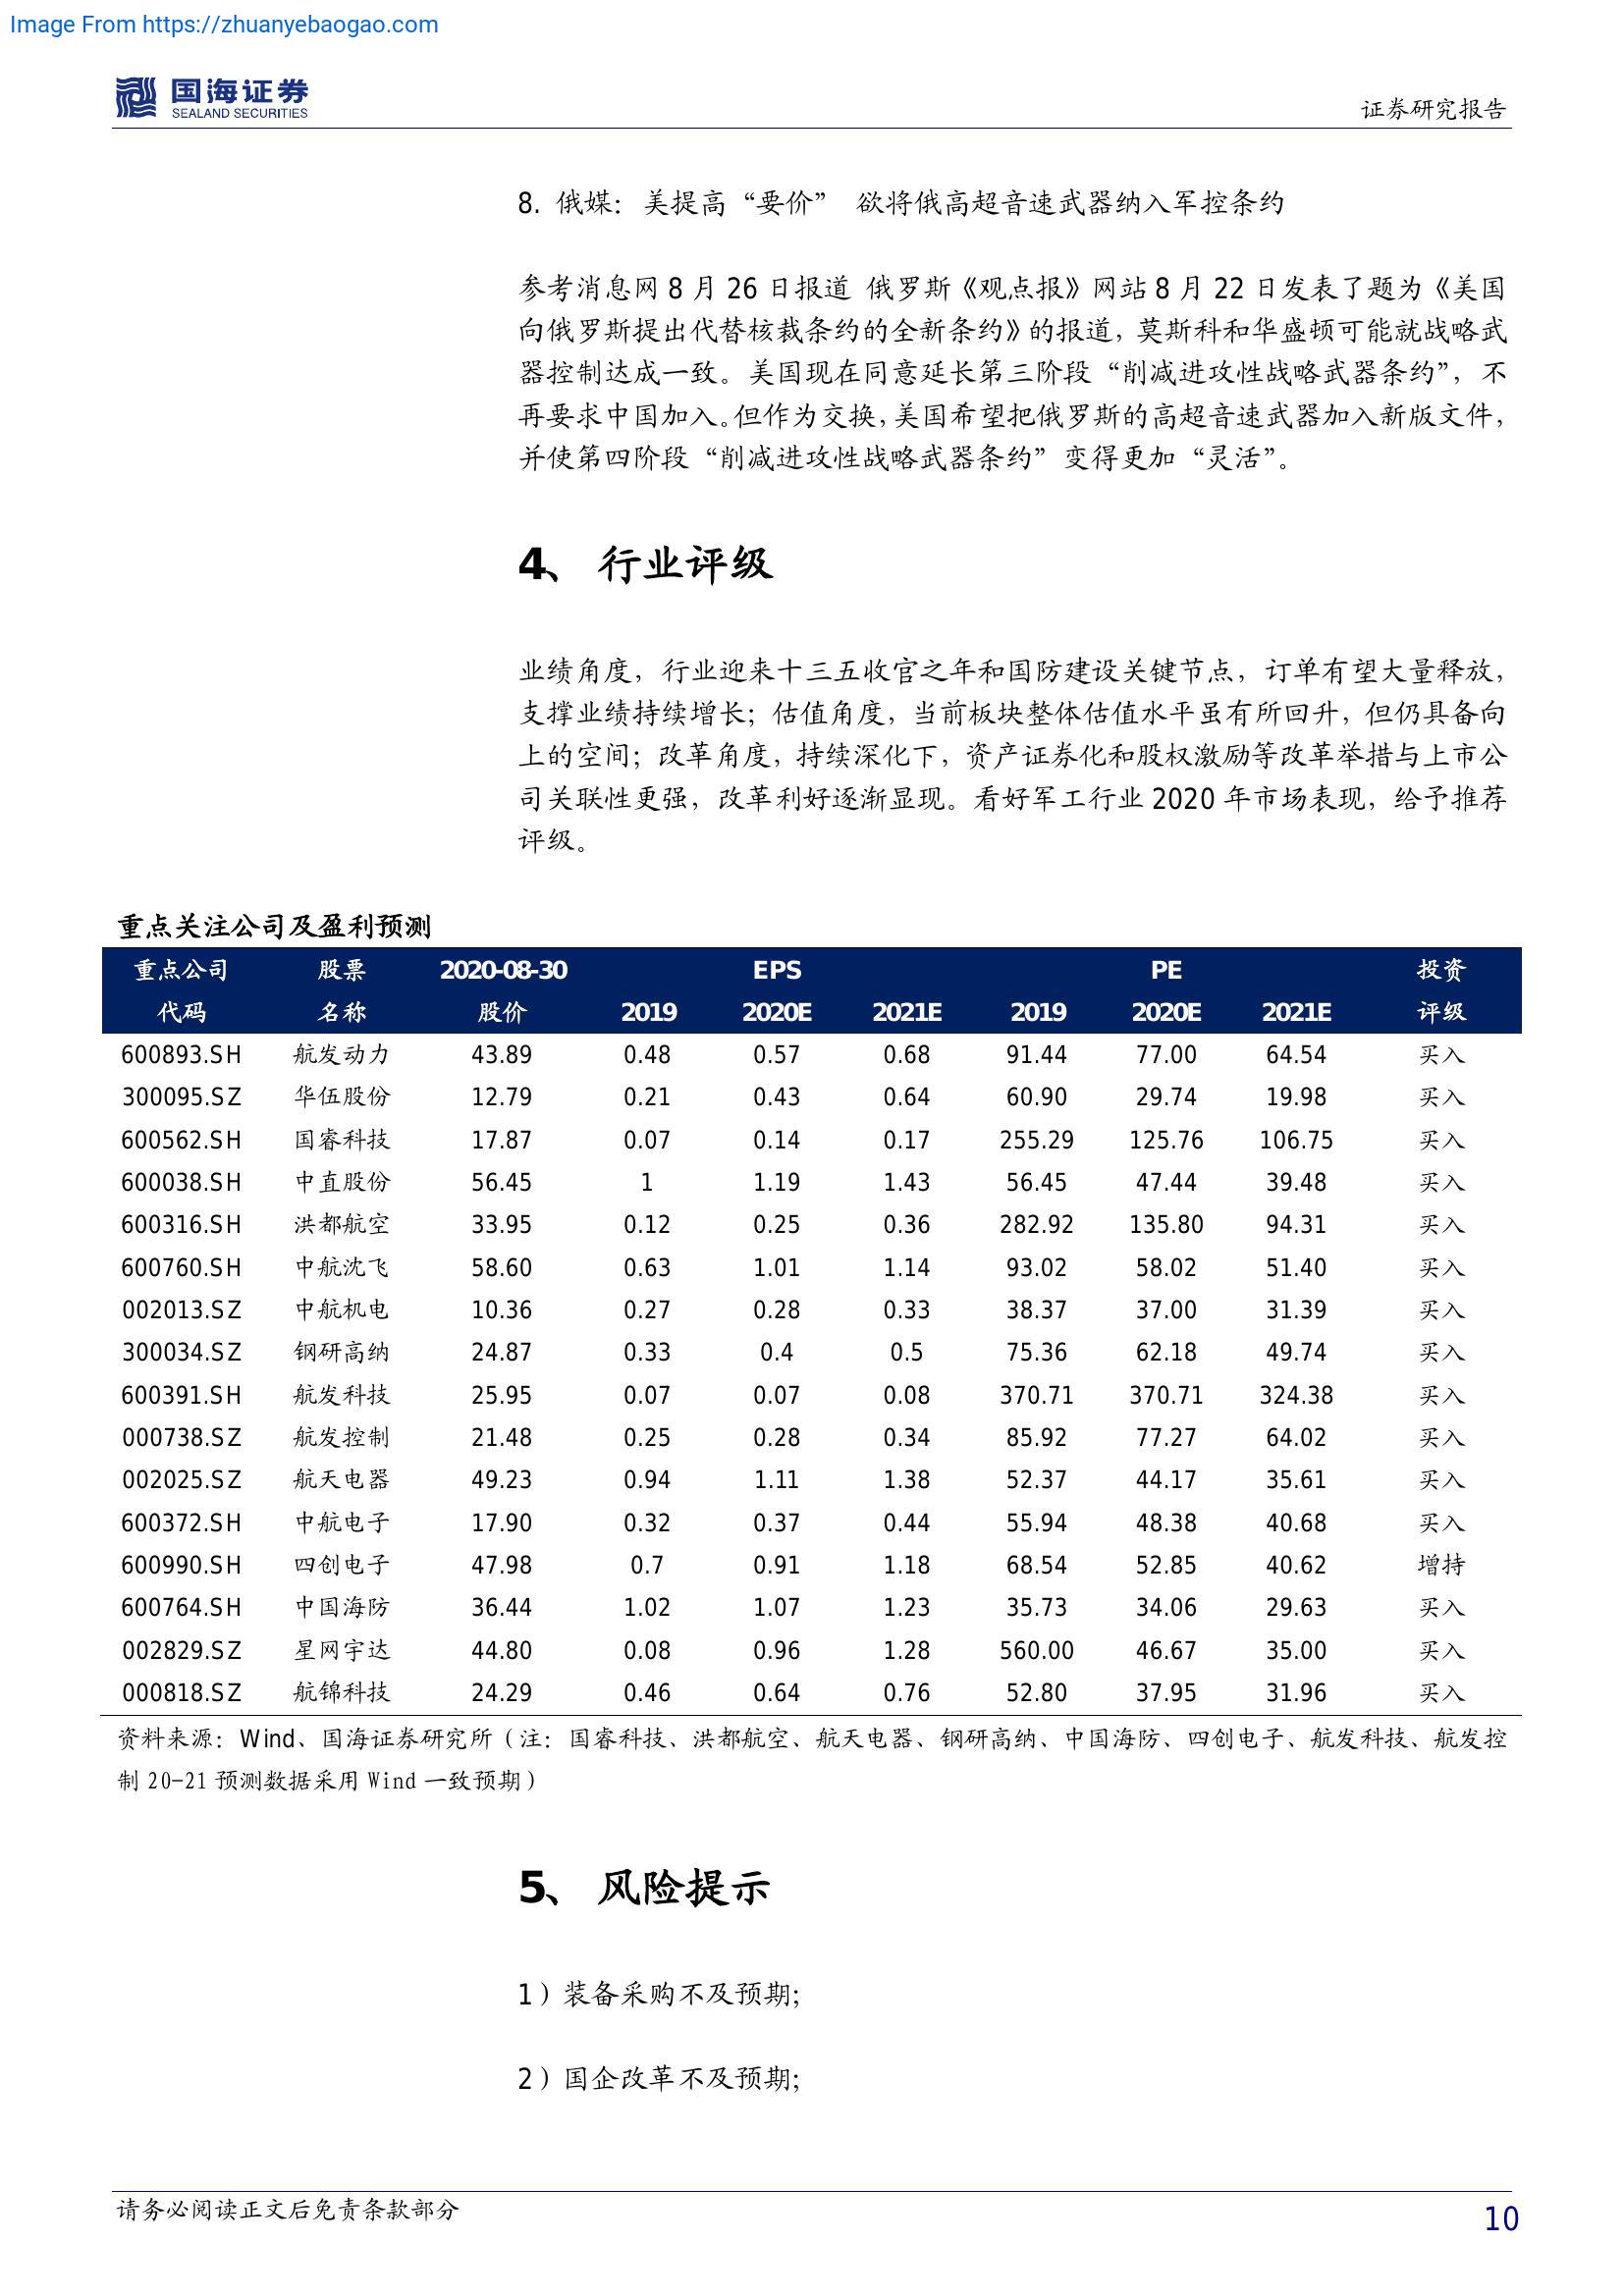 Image From https://zhuanyebaogao.com
国海证券
SEALAND SECURITIES
证券研究报告
8. 俄媒：美提高“要价” 欲将俄高超音速武器纳入军控条约
参考消息网 8 月 26 日报道 俄罗斯《观点报》网站 8 月 22 日发表了题为《美国
向俄罗斯提出代替核裁条约的全新条约》的报道，莫斯科和华盛顿可能就战略武
器控制达成一致。美国现在同意延长第三阶段“削减进攻性战略武器条约”，不
再要求中国加入。但作为交换，美国希望把俄罗斯的高超音速武器加入新版文件，
并使第四阶段“削减进攻性战略武器条约”变得更加“灵活”。
4、 行业评级
业绩角度，行业迎来十三五收官之年和国防建设关键节点，订单有望大量释放，
支撑业绩持续增长；估值角度，当前板块整体估值水平虽有所回升，但仍具备向
上的空间；改革角度，持续深化下，资产证券化和股权激励等改革举措与上市公
司关联性更强，改革利好逐渐显现。看好军工行业 2020 年市场表现，给予推荐
评级。
重点关注公司及盈利预测
重点公司 股票 2020-08-30 EPS PE 投资
代码 名称 股价 2019 2020E 2021E 2019 2020E 2021E 评级
600893.SH 航发动力 43.89 0.48 0.57 0.68 91.44 77.00 64.54 买入
300095.SZ 华伍股份 12.79 0.21 0.43 0.64 60.90 29.74 19.98 买入
600562.SH 国睿科技 17.87 0.07 0.14 0.17 255.29 125.76 106.75 买入
600038.SH 中直股份 56.45 1 1.19 1.43 56.45 47.44 39.48 买入
600316.SH 洪都航空 33.95 0.12 0.25 0.36 282.92 135.80 94.31 买入
600760.SH 中航沈飞 58.60 0.63 1.01 1.14 93.02 58.02 51.40 买入
002013.SZ 中航机电 10.36 0.27 0.28 0.33 38.37 37.00 31.39 买入
300034.SZ 钢研高纳 24.87 0.33 0.4 0.5 75.36 62.18 49.74 买入
600391.SH 航发科技 25.95 0.07 0.07 0.08 370.71 370.71 324.38 买入
000738.SZ 航发控制 21.48 0.25 0.28 0.34 85.92 77.27 64.02 买入
002025.SZ 航天电器 49.23 0.94 1.11 1.38 52.37 44.17 35.61 买入
600372.SH 中航电子 17.90 0.32 0.37 0.44 55.94 48.38 40.68 买入
600990.SH 四创电子 47.98 0.7 0.91 1.18 68.54 52.85 40.62 增持
600764.SH 中国海防 36.44 1.02 1.07 1.23 35.73 34.06 29.63 买入
002829.SZ 星网宇达 44.80 0.08 0.96 1.28 560.00 46.67 35.00 买入
000818.SZ 航锦科技 24.29 0.46 0.64 0.76 52.80 37.95 31.96 买入
资料来源：Wind、国海证券研究所（注：国睿科技、洪都航空、航天电器、钢研高纳、中国海防、四创电子、航发科技、航发控
制 20-21 预测数据采用 Wind 一致预期）
5、 风险提示
1）装备采购不及预期；
2）国企改革不及预期；
请务必阅读正文后免责条款部分
10